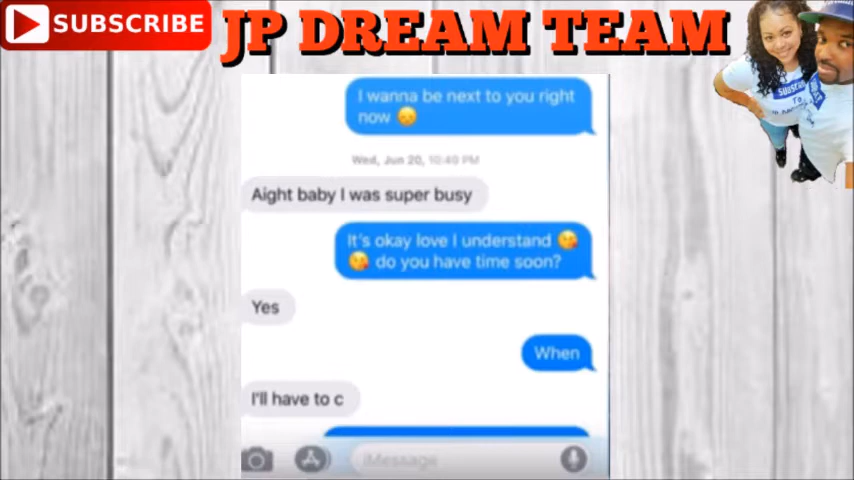 SUBSCRIBE
JP DREAM TEAM
I wanna be next to you right
now 😔
Wed, Jun 20, 10:49 PM
Aight baby I was super busy
It's okay love I understand 😘
😘 do you have time soon?
Yes
When
I'll have to c
iMessage